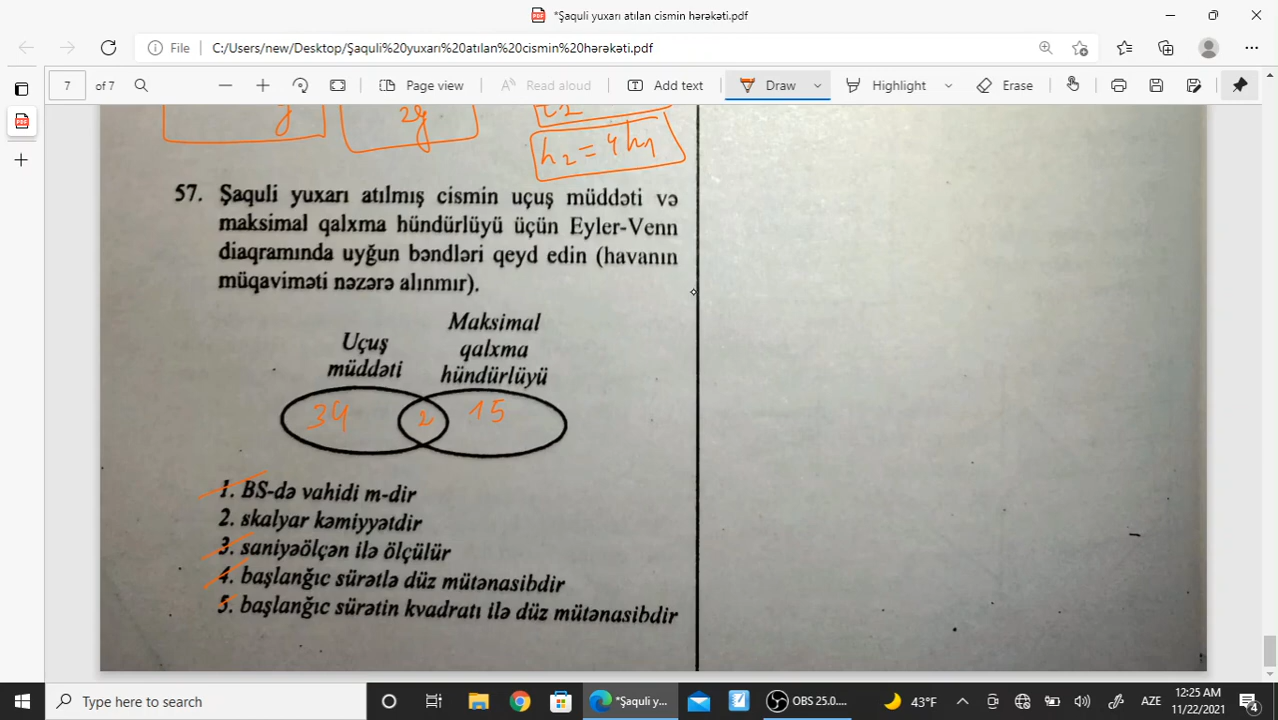 *Şaquli yuxarı atılan cismin hərəkəti.pdf
File C:/Users/new/Desktop/Şaquli%20yuxarı%20atılan%20cismin%20hərəkəti.pdf
7 of 7 Page view Read aloud Add text Draw Highlight Erase
g
2g
t2
h2=4h1
57. Şaquli yuxarı atılmış cismin uçuş müddəti və
maksimal qalxma hündürlüyü üçün Eyler-Venn
diaqramında uyğun bəndləri qeyd edin (havanın
müqaviməti nəzərə alınmır).
Uçuş
müddəti
Maksimal
qalxma
hündürlüyü
34 2 15
1. BS-də vahidi m-dir
2. skalyar kəmiyyətdir
3. saniyəölçən ilə ölçülür
4. başlanğıc sürətlə düz mütənasibdir
5. başlanğıc sürətin kvadratı ilə düz mütənasibdir
Type here to search
*Şaquli y...
OBS 25.0....
43°F
AZE
12:25 AM
11/22/2021
4